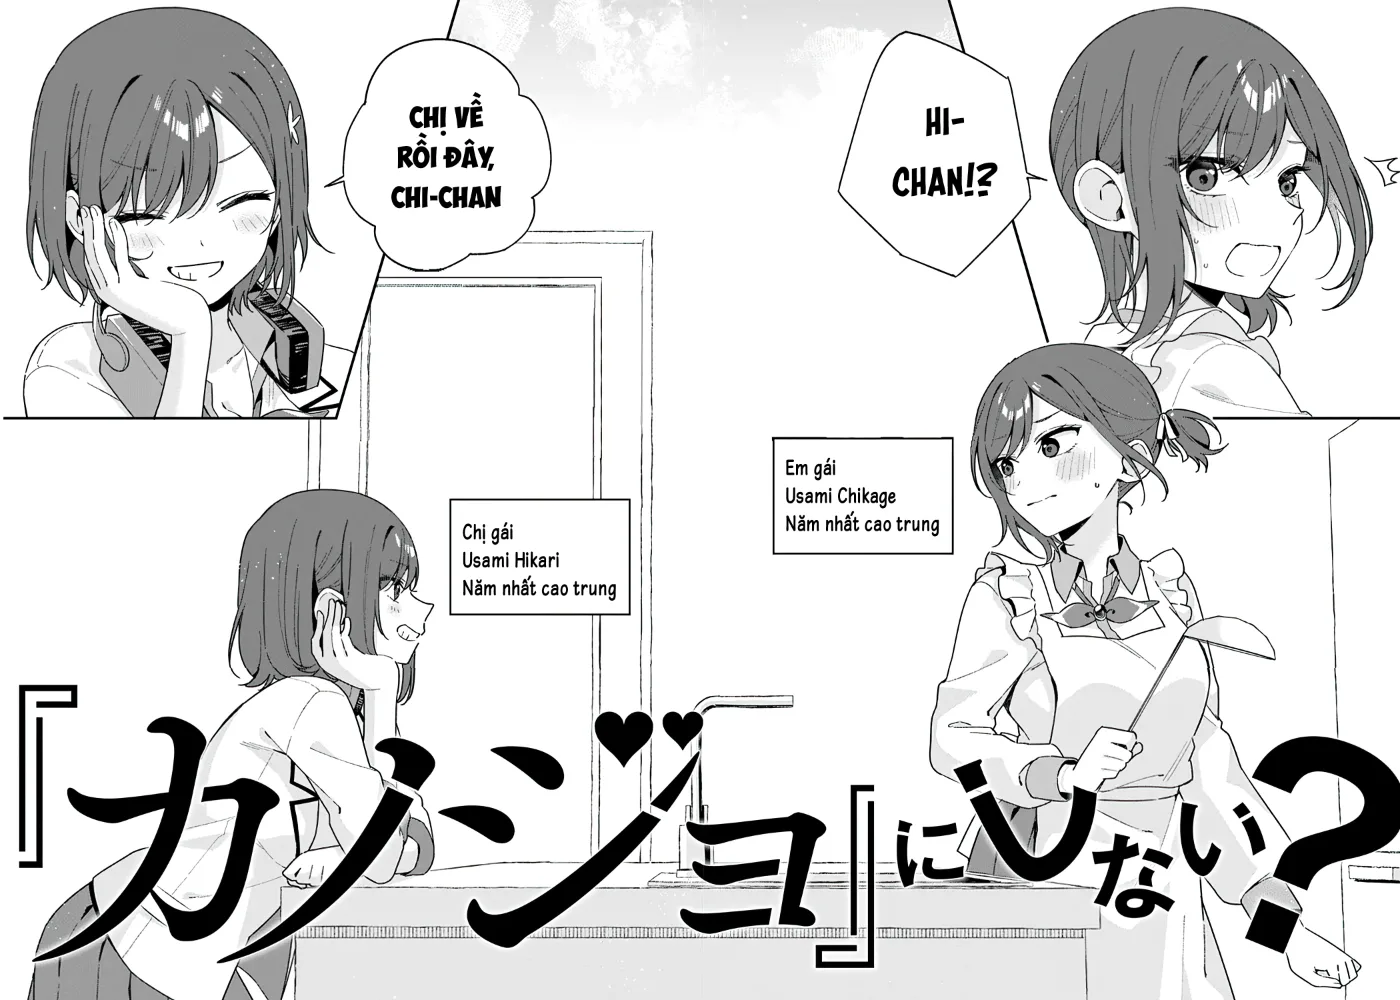 CHỊ VỀ
RỒI ĐÂY,
CHI-CHAN
HI-
CHAN!?
Em gái
Usami Chikage
Năm nhất cao trung
Chị gái
Usami Hikari
Năm nhất cao trung
『カノジョ』にしない?